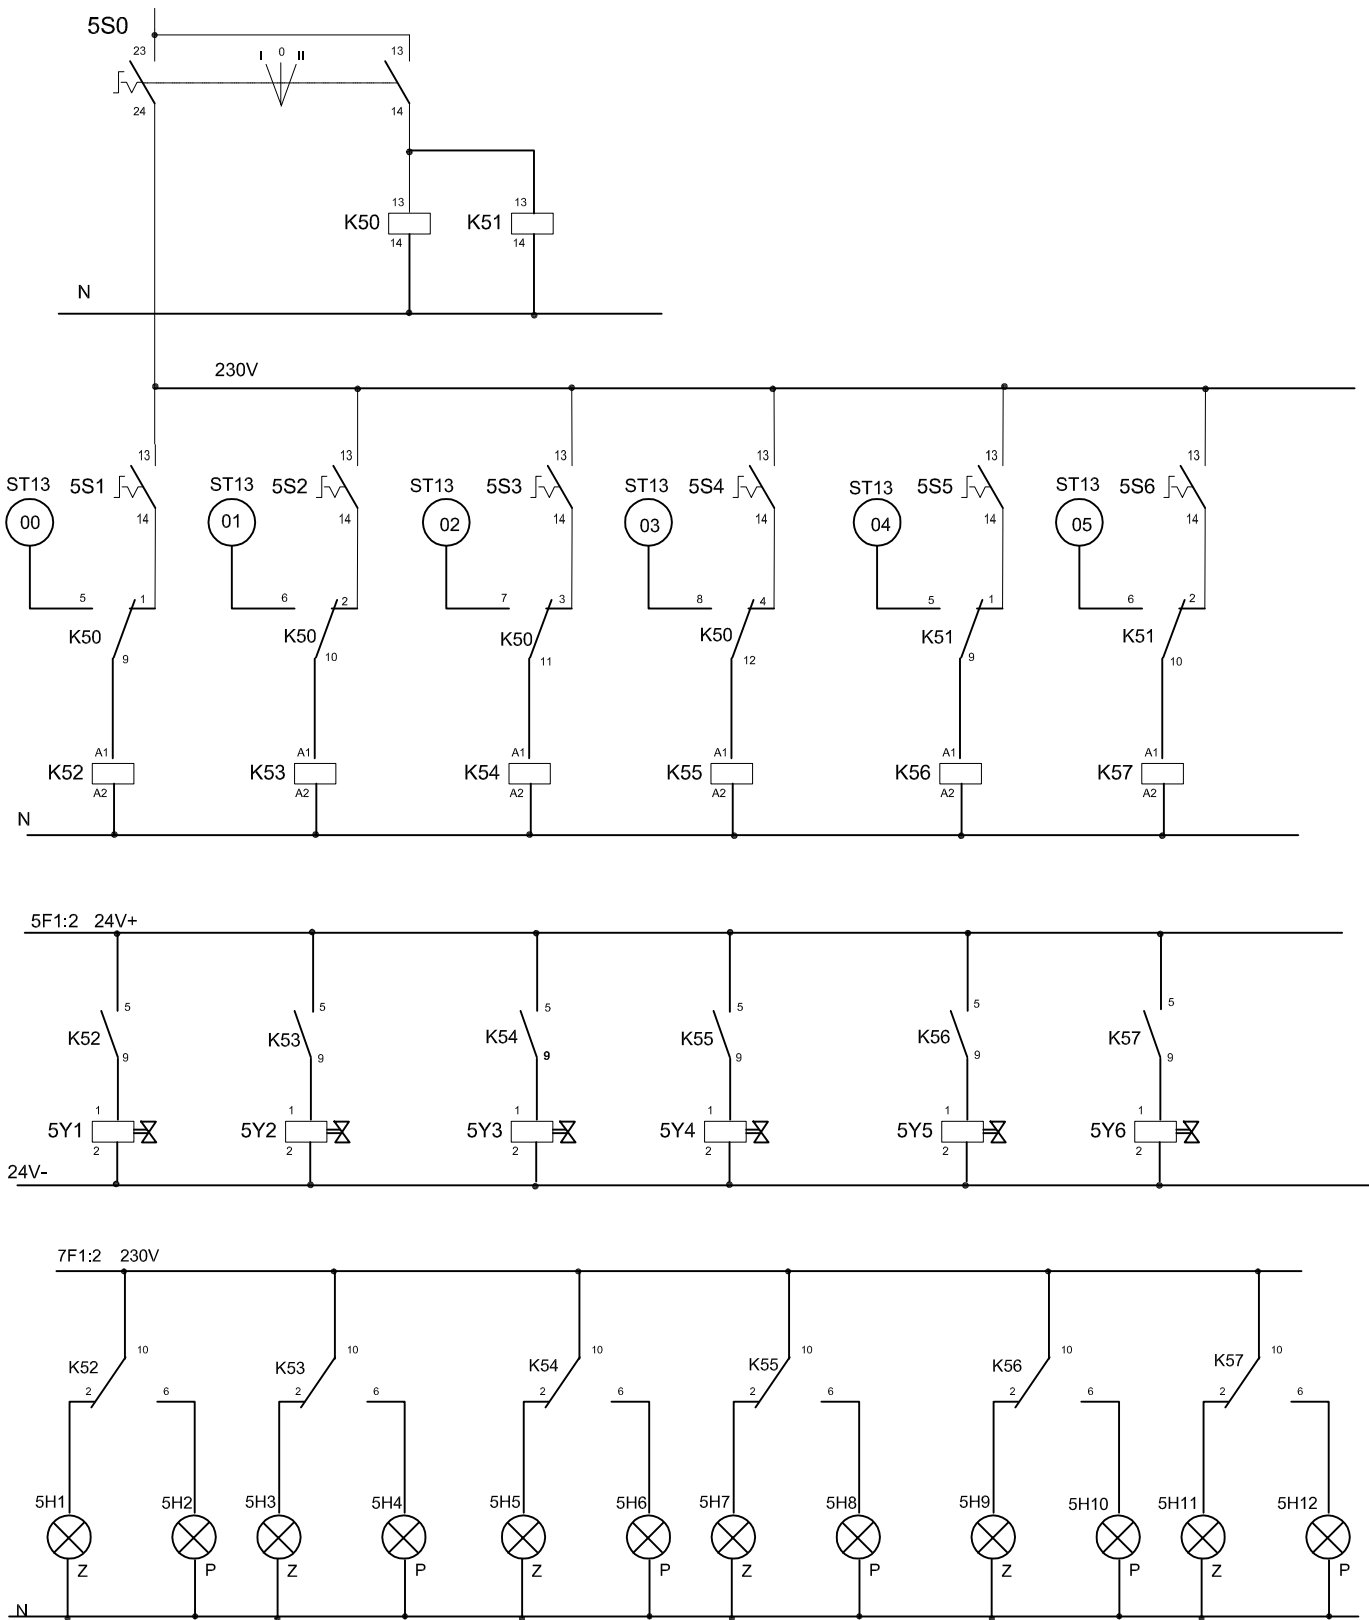 5S0
23 I 0 II 13
24 14
13 13
K50 K51
14 14
N
230V
13 13 13 13 13 13
ST13 5S1 ST13 5S2 ST13 5S3 ST13 5S4 ST13 5S5 ST13 5S6
00 14 01 14 02 14 03 14 04 14 05 14
5 1 6 2 7 3 8 4 5 1 6 2
K50 K50 K50 K50 K51 K51
9 10 11 12 9 10
A1 A1 A1 A1 A1 A1
K52 K53 K54 K55 K56 K57
A2 A2 A2 A2 A2 A2
N
5F1:2 24V+
5 5 5 5 5 5
K52 K53 K54 K55 K56 K57
9 9 9 9 9 9
1 1 1 1 1 1
5Y1 5Y2 5Y3 5Y4 5Y5 5Y6
2 2 2 2 2 2
24V-
7F1:2 230V
10 10 10 10 10 10
K52 K53 K54 K55 K56 K57
2 6 2 6 2 6 2 6 2 6 2 6
5H1 5H2 5H3 5H4 5H5 5H6 5H7 5H8 5H9 5H10 5H11 5H12
Z P Z P Z P Z P Z P Z P
N